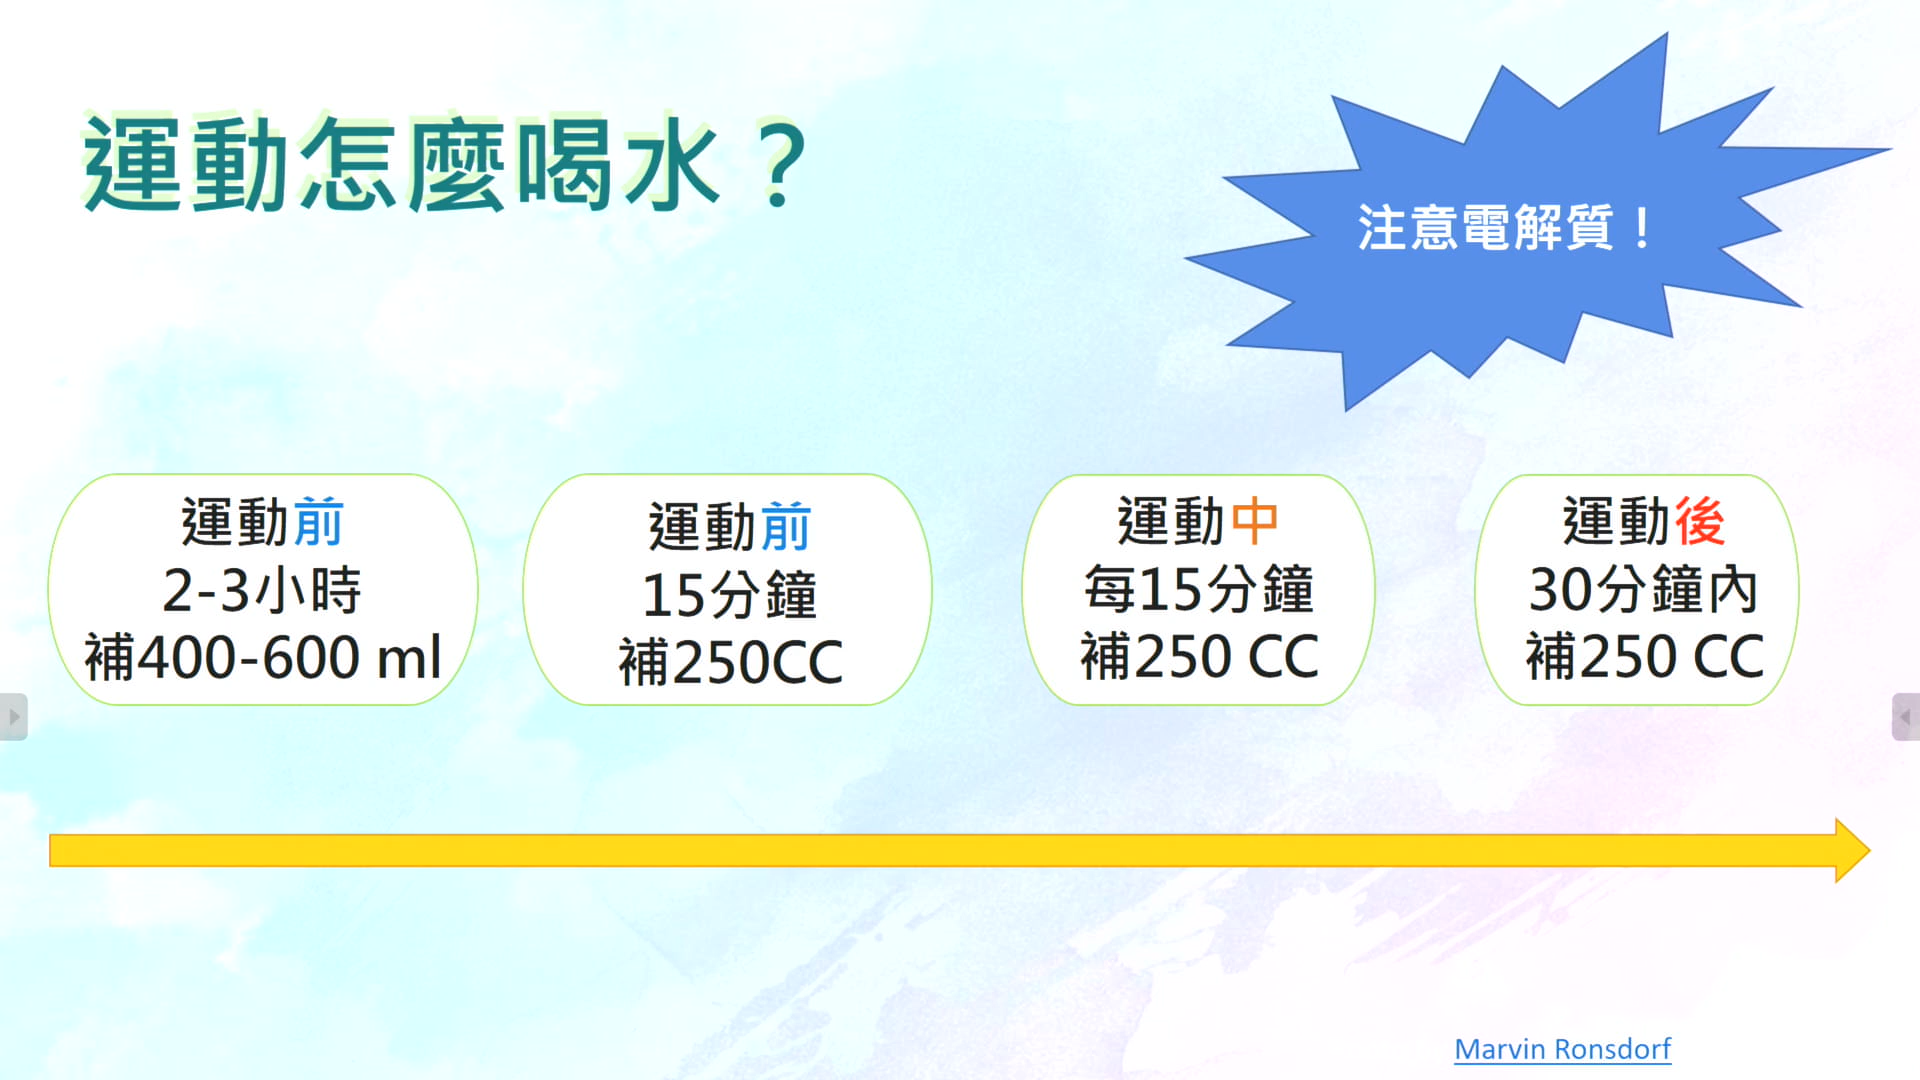 運動怎麼喝水？
注意電解質！
運動前
2-3小時
補400-600 ml
運動前
15分鐘
補250CC
運動中
每15分鐘
補250 CC
運動後
30分鐘內
補250 CC
Marvin Ronsdorf